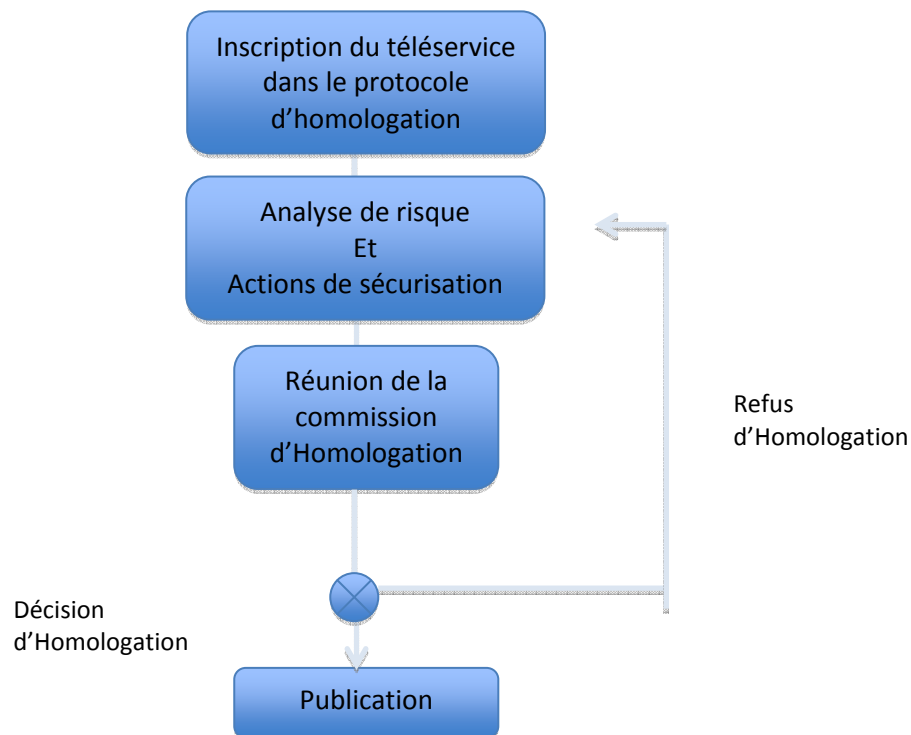 Inscription du téléservice
dans le protocole
d’homologation
Analyse de risque
Et
Actions de sécurisation
Réunion de la
commission
d’Homologation
Refus
d’Homologation
Décision
d’Homologation
Publication